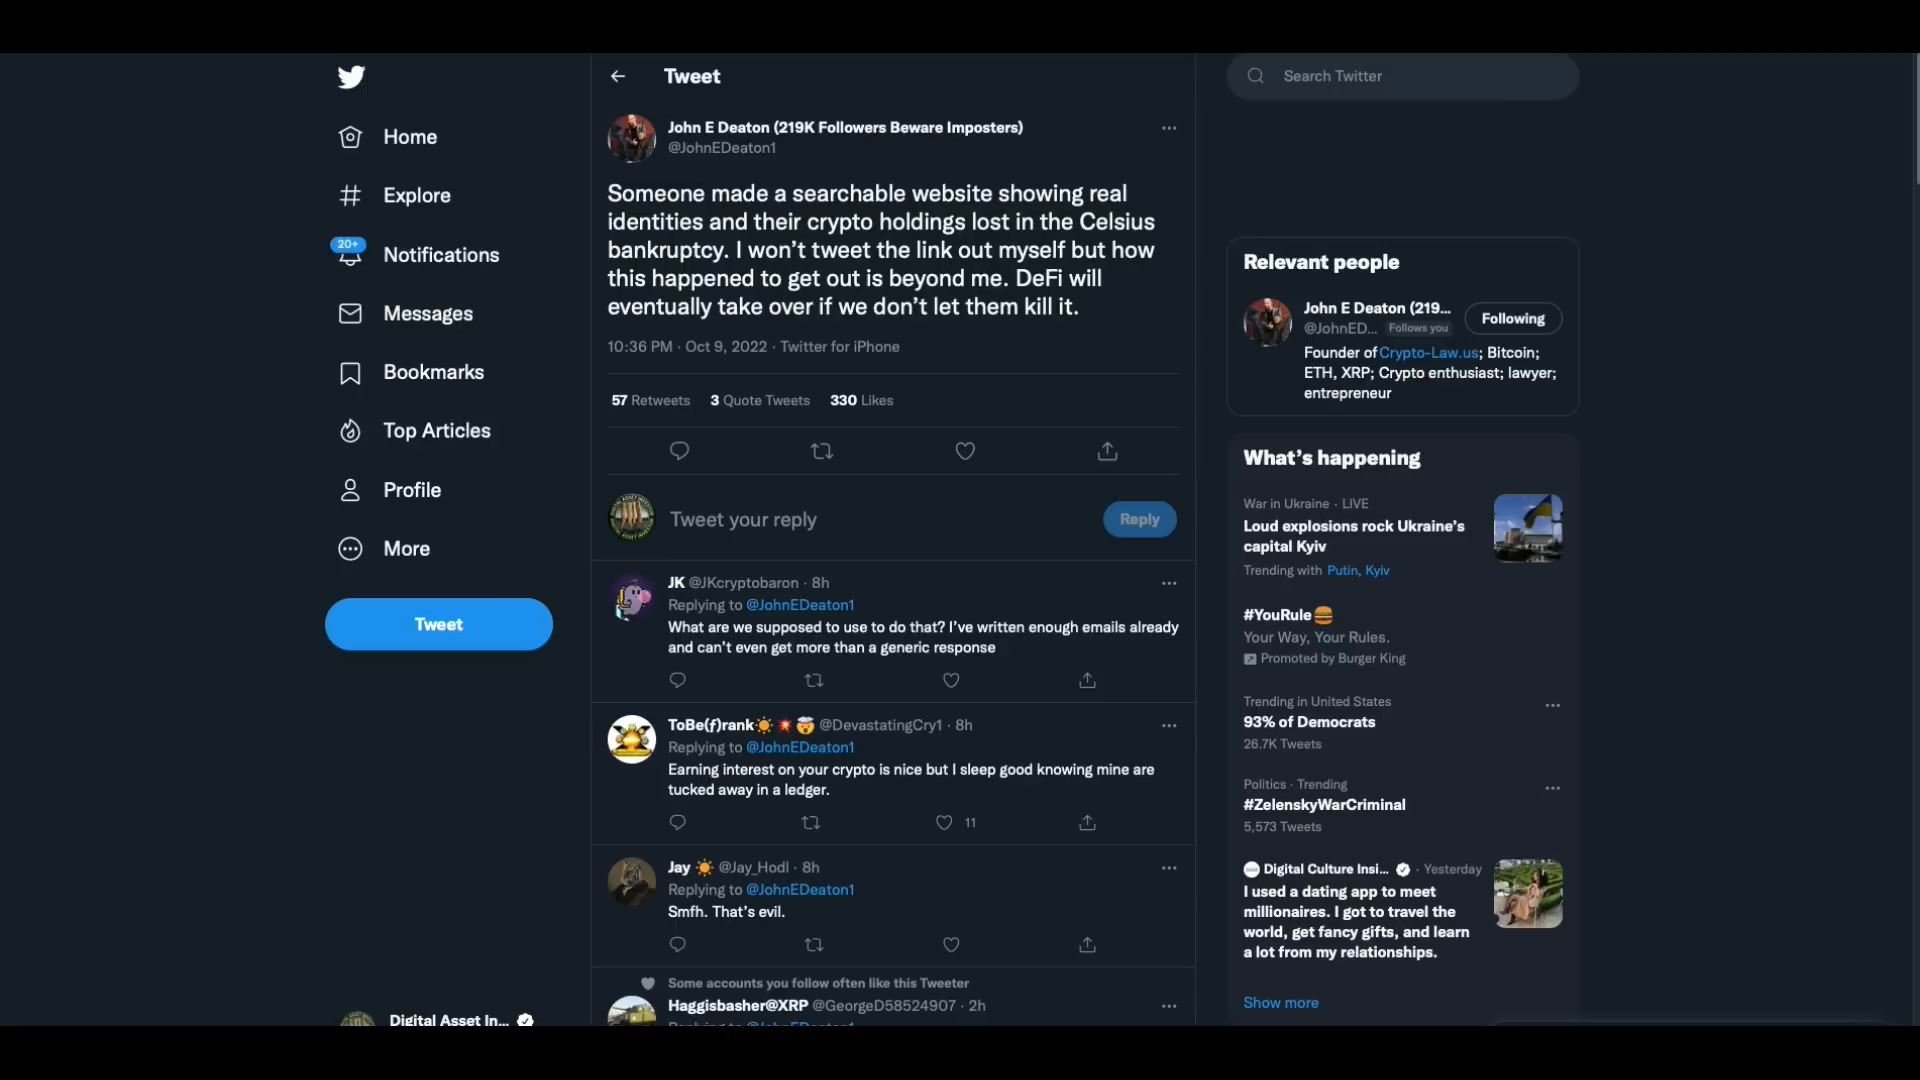 Home
Explore
20+
Notifications
Messages
Bookmarks
Top Articles
Profile
More
Tweet
Digital Asset In...
Tweet
John E Deaton (219K Followers Beware Imposters)
@JohnEDeaton1
Someone made a searchable website showing real
identities and their crypto holdings lost in the Celsius
bankruptcy. I won't tweet the link out myself but how
this happened to get out is beyond me. DeFi will
eventually take over if we don't let them kill it.
10:36 PM · Oct 9, 2022 · Twitter for iPhone
57 Retweets 3 Quote Tweets 330 Likes
Tweet your reply
Reply
JK @JKcryptobaron · 8h
Replying to @JohnEDeaton1
What are we supposed to use to do that? I've written enough emails already
and can't even get more than a generic response
ToBe(f)rank☀️💥🤯 @DevastatingCry1 · 8h
Replying to @JohnEDeaton1
Earning interest on your crypto is nice but I sleep good knowing mine are
tucked away in a ledger.
11
Jay ☀️ @Jay_Hodl · 8h
Replying to @JohnEDeaton1
Smfh. That's evil.
Some accounts you follow often like this Tweeter
Haggisbasher@XRP @GeorgeD58524907 · 2h
Replying to @JohnEDeaton1
Search Twitter
Relevant people
John E Deaton (219...
@JohnED... Follows you
Following
Founder of Crypto-Law.us; Bitcoin;
ETH, XRP; Crypto enthusiast; lawyer;
entrepreneur
What's happening
War in Ukraine · LIVE
Loud explosions rock Ukraine's
capital Kyiv
Trending with Putin, Kyiv
#YouRule🍔
Your Way, Your Rules.
Promoted by Burger King
Trending in United States
93% of Democrats
26.7K Tweets
Politics · Trending
#ZelenskyWarCriminal
5,573 Tweets
Digital Culture Insi... · Yesterday
I used a dating app to meet
millionaires. I got to travel the
world, get fancy gifts, and learn
a lot from my relationships.
Show more